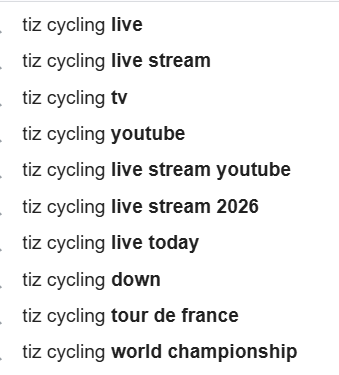 tiz cycling live
tiz cycling live stream
tiz cycling tv
tiz cycling youtube
tiz cycling live stream youtube
tiz cycling live stream 2026
tiz cycling live today
tiz cycling down
tiz cycling tour de france
tiz cycling world championship